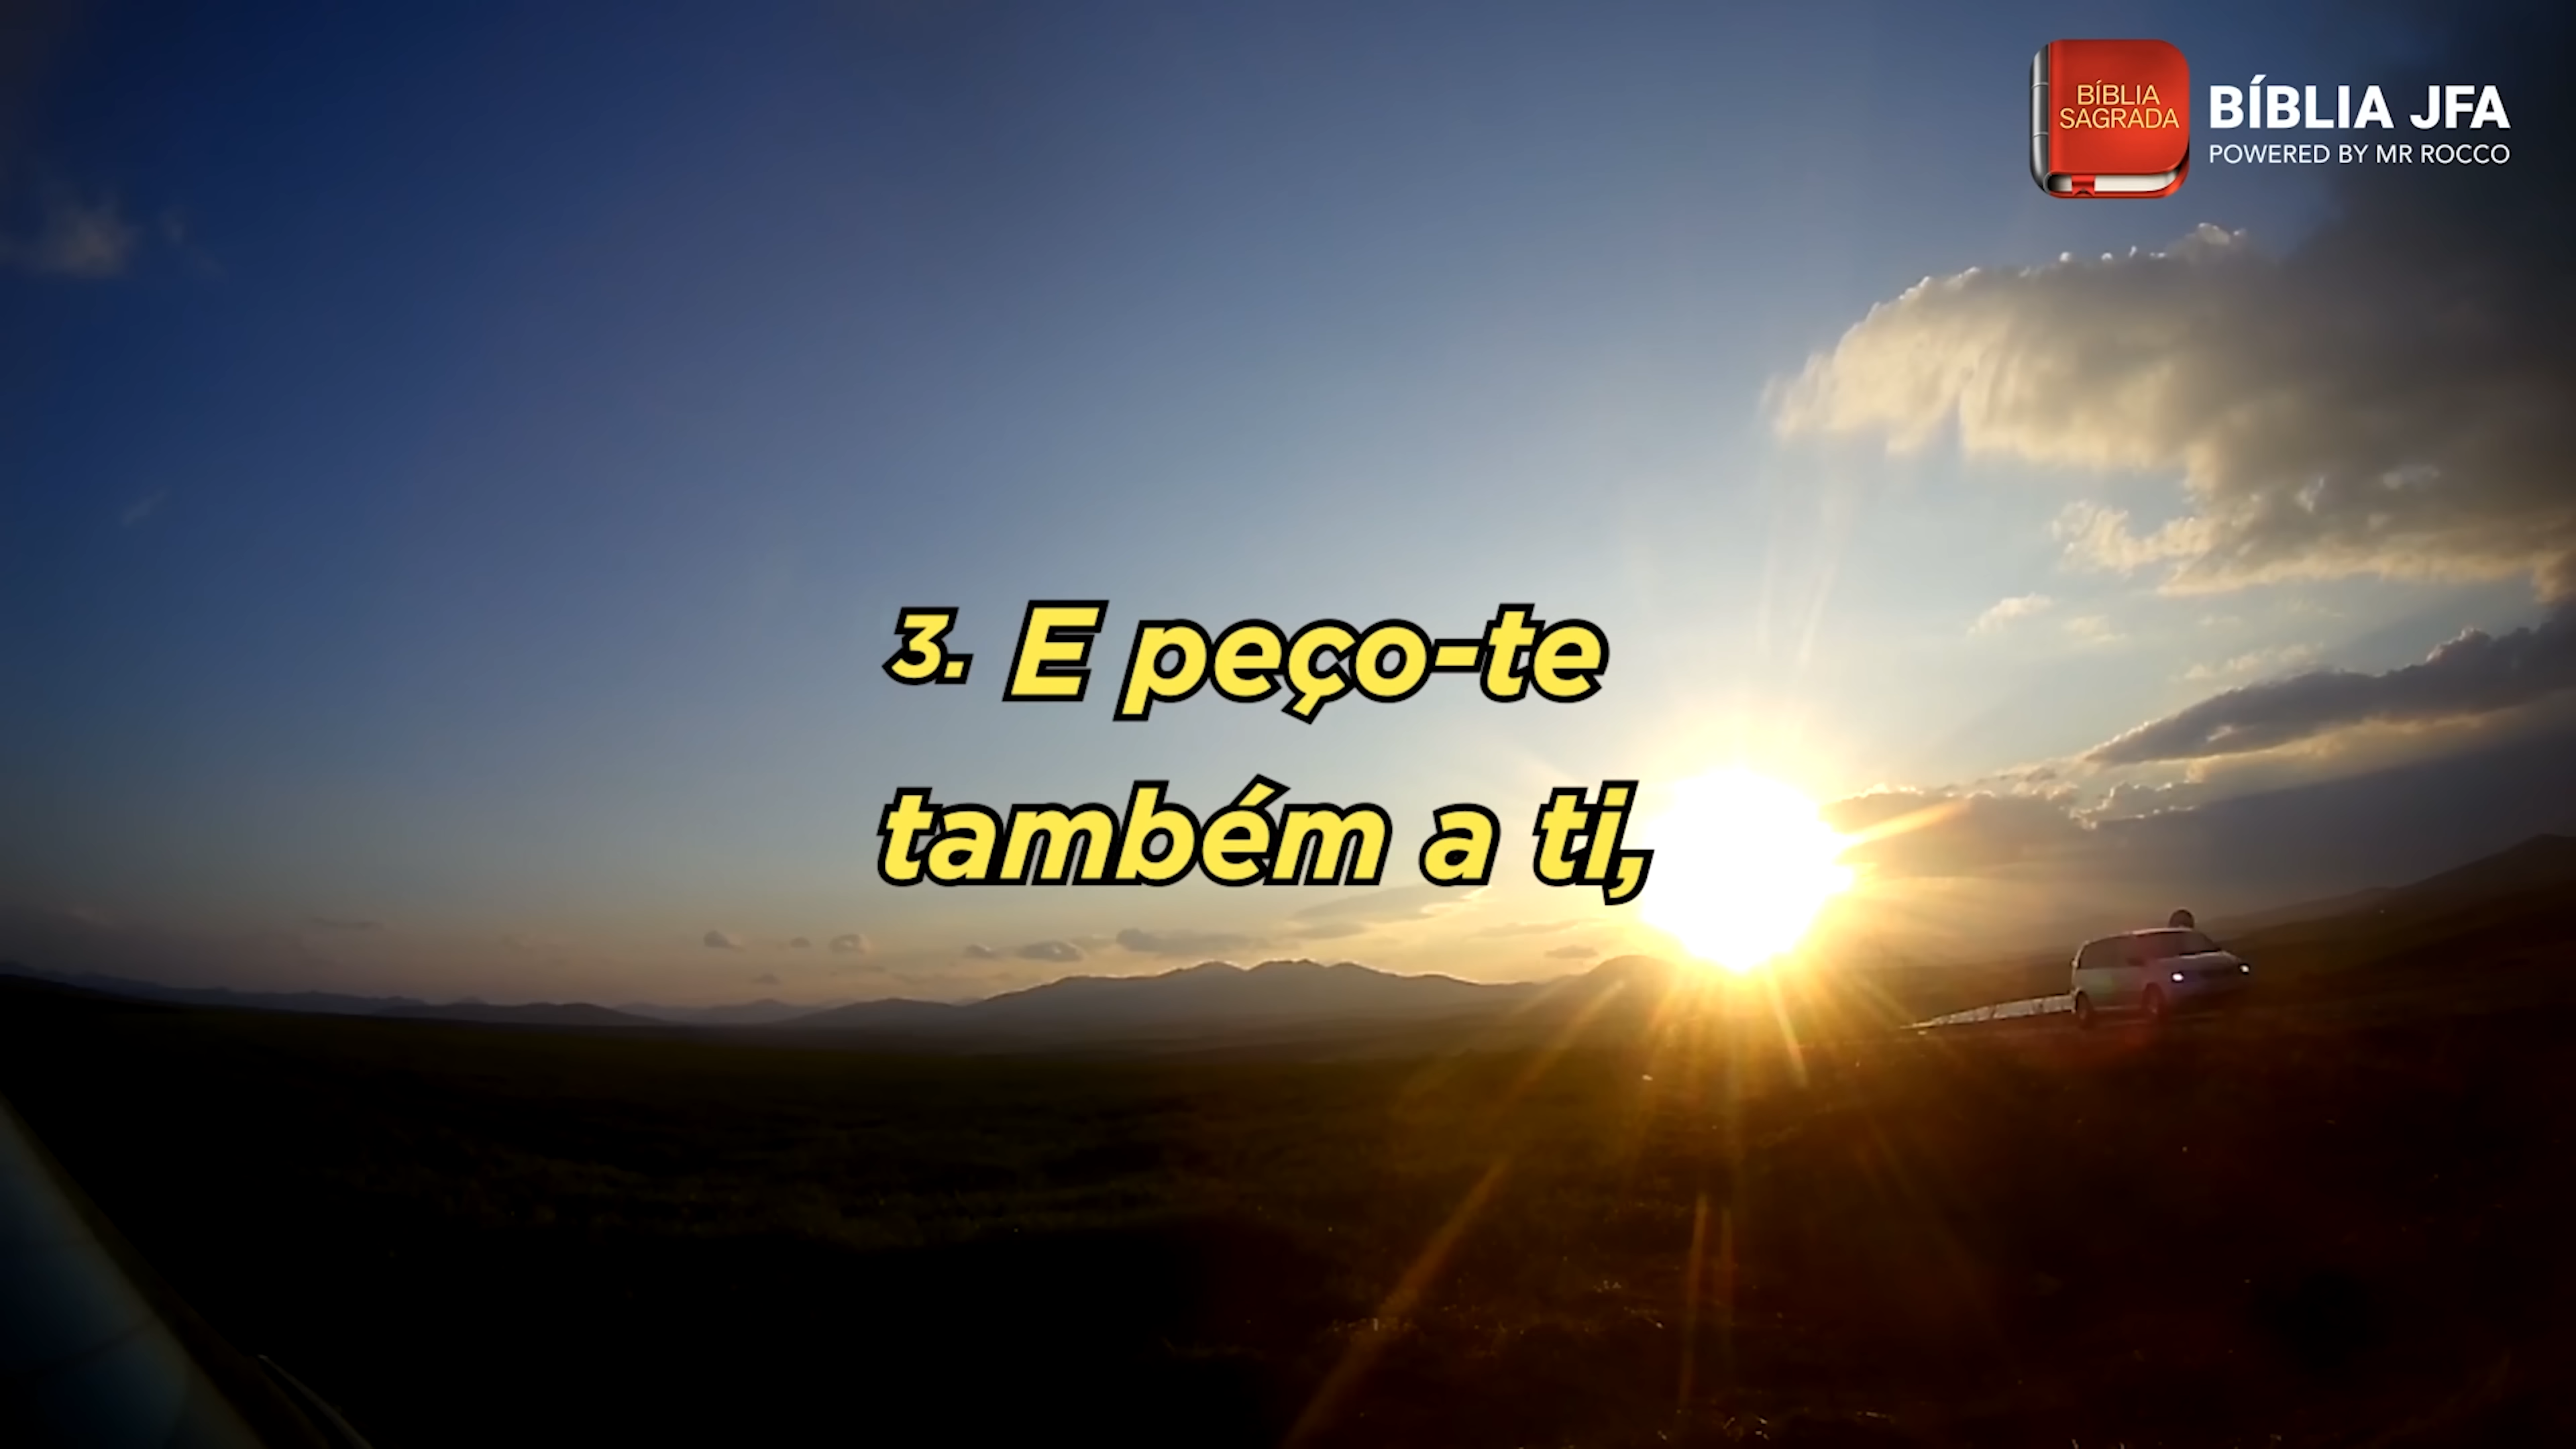 BÍBLIA
SAGRADA
BÍBLIA JFA
POWERED BY MR ROCCO
3. E peço-te
também a ti,